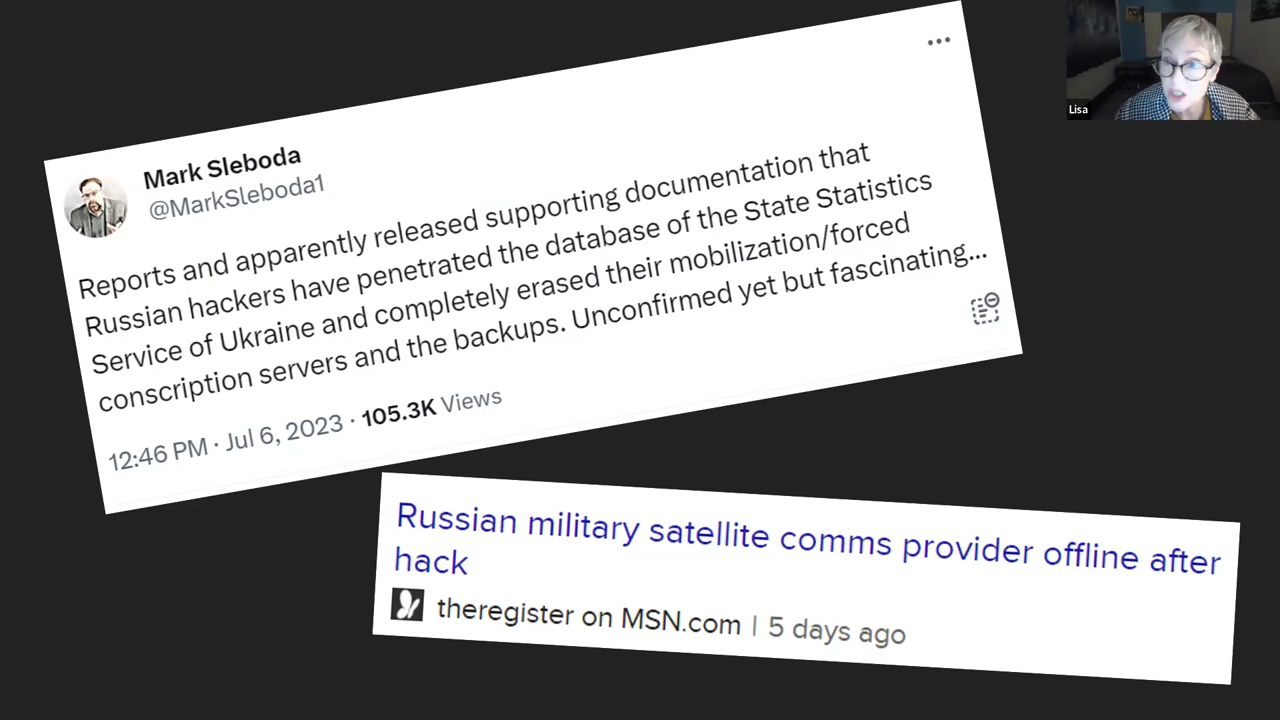 Lisa
Mark Sleboda
@MarkSleboda1
Reports and apparently released supporting documentation that
Russian hackers have penetrated the database of the State Statistics
Service of Ukraine and completely erased their mobilization/forced
conscription servers and the backups. Unconfirmed yet but fascinating...
12:46 PM · Jul 6, 2023 · 105.3K Views
Russian military satellite comms provider offline after
hack
theregister on MSN.com | 5 days ago